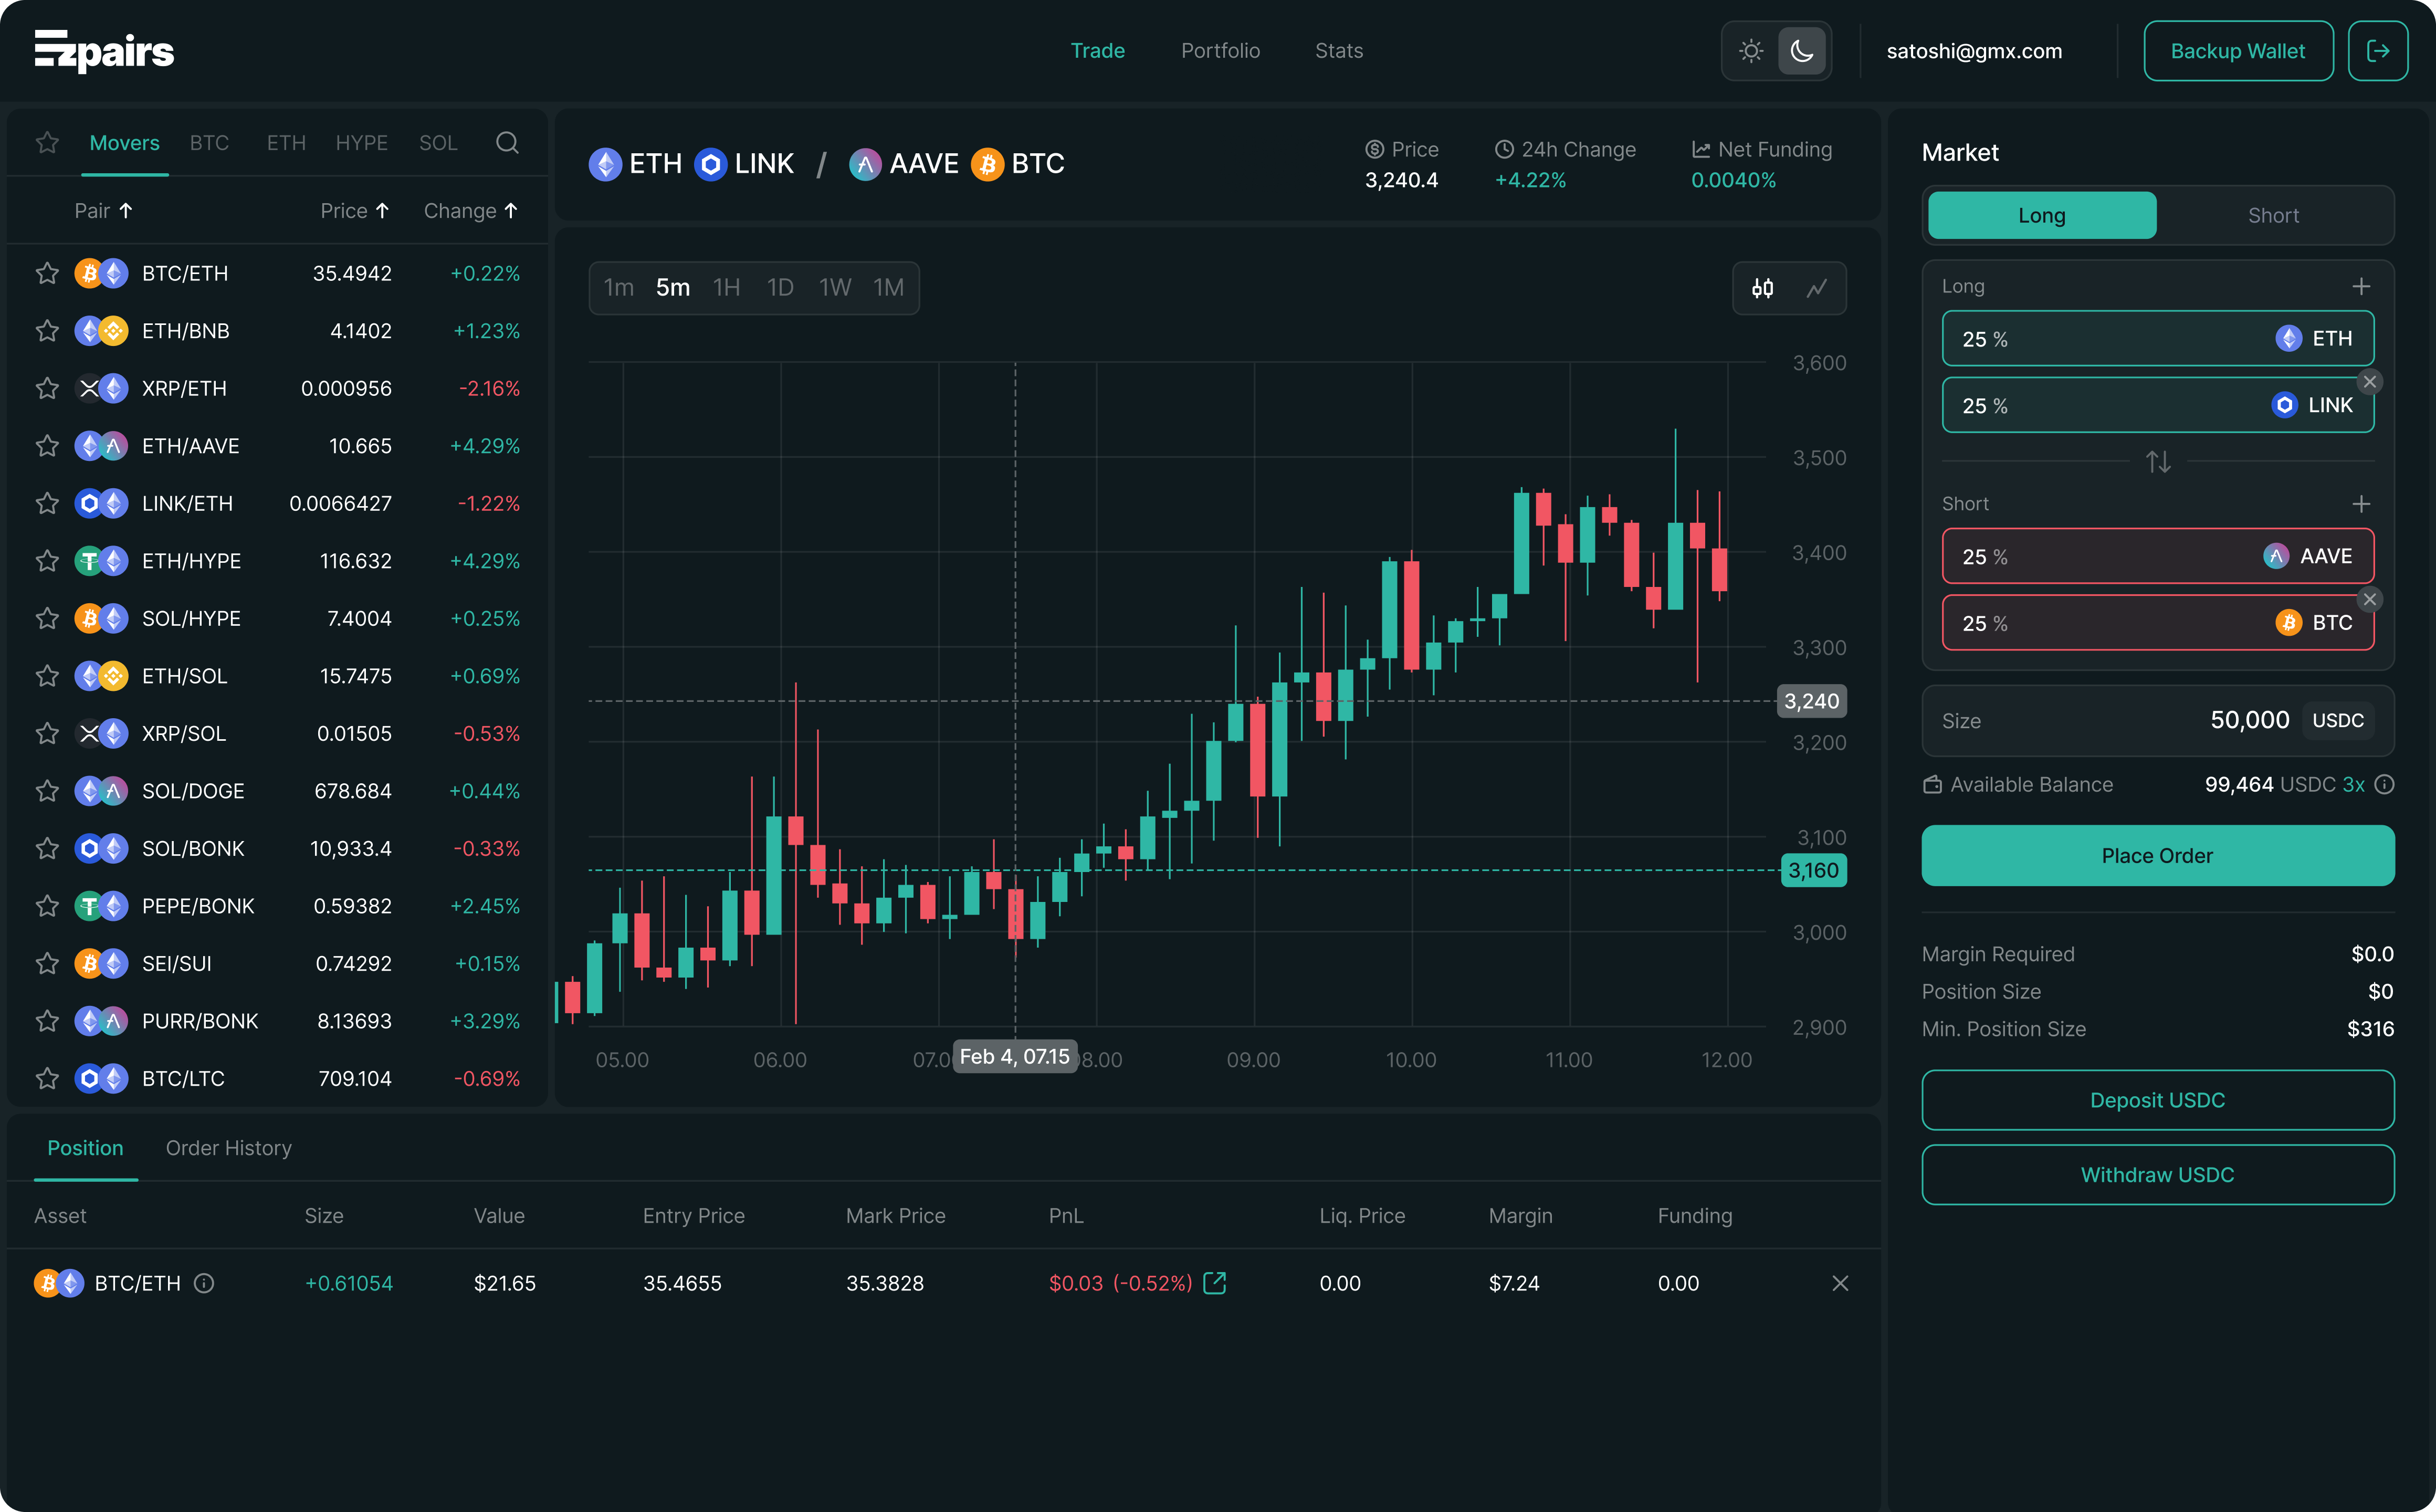 Ezpairs
Trade Portfolio Stats
satoshi@gmx.com
Backup Wallet
Movers BTC ETH HYPE SOL
Pair Price Change
BTC/ETH 35.4942 +0.22%
ETH/BNB 4.1402 +1.23%
XRP/ETH 0.000956 -2.16%
ETH/AAVE 10.665 +4.29%
LINK/ETH 0.0066427 -1.22%
ETH/HYPE 116.632 +4.29%
SOL/HYPE 7.4004 +0.25%
ETH/SOL 15.7475 +0.69%
XRP/SOL 0.01505 -0.53%
SOL/DOGE 678.684 +0.44%
SOL/BONK 10,933.4 -0.33%
PEPE/BONK 0.59382 +2.45%
SEI/SUI 0.74292 +0.15%
PURR/BONK 8.13693 +3.29%
BTC/LTC 709.104 -0.69%
ETH LINK / AAVE BTC
Price 24h Change Net Funding
3,240.4 +4.22% 0.0040%
1m 5m 1H 1D 1W 1M
3,600
3,500
3,400
3,300
3,240
3,200
3,100
3,160
3,000
2,900
05.00 06.00 07.0 Feb 4, 07.15 08.00 09.00 10.00 11.00 12.00
Market
Long Short
Long
25 % ETH
25 % LINK
Short
25 % AAVE
25 % BTC
Size 50,000 USDC
Available Balance 99,464 USDC 3x
Place Order
Margin Required $0.0
Position Size $0
Min. Position Size $316
Deposit USDC
Withdraw USDC
Position Order History
Asset Size Value Entry Price Mark Price PnL Liq. Price Margin Funding
BTC/ETH +0.61054 $21.65 35.4655 35.3828 $0.03 (-0.52%) 0.00 $7.24 0.00